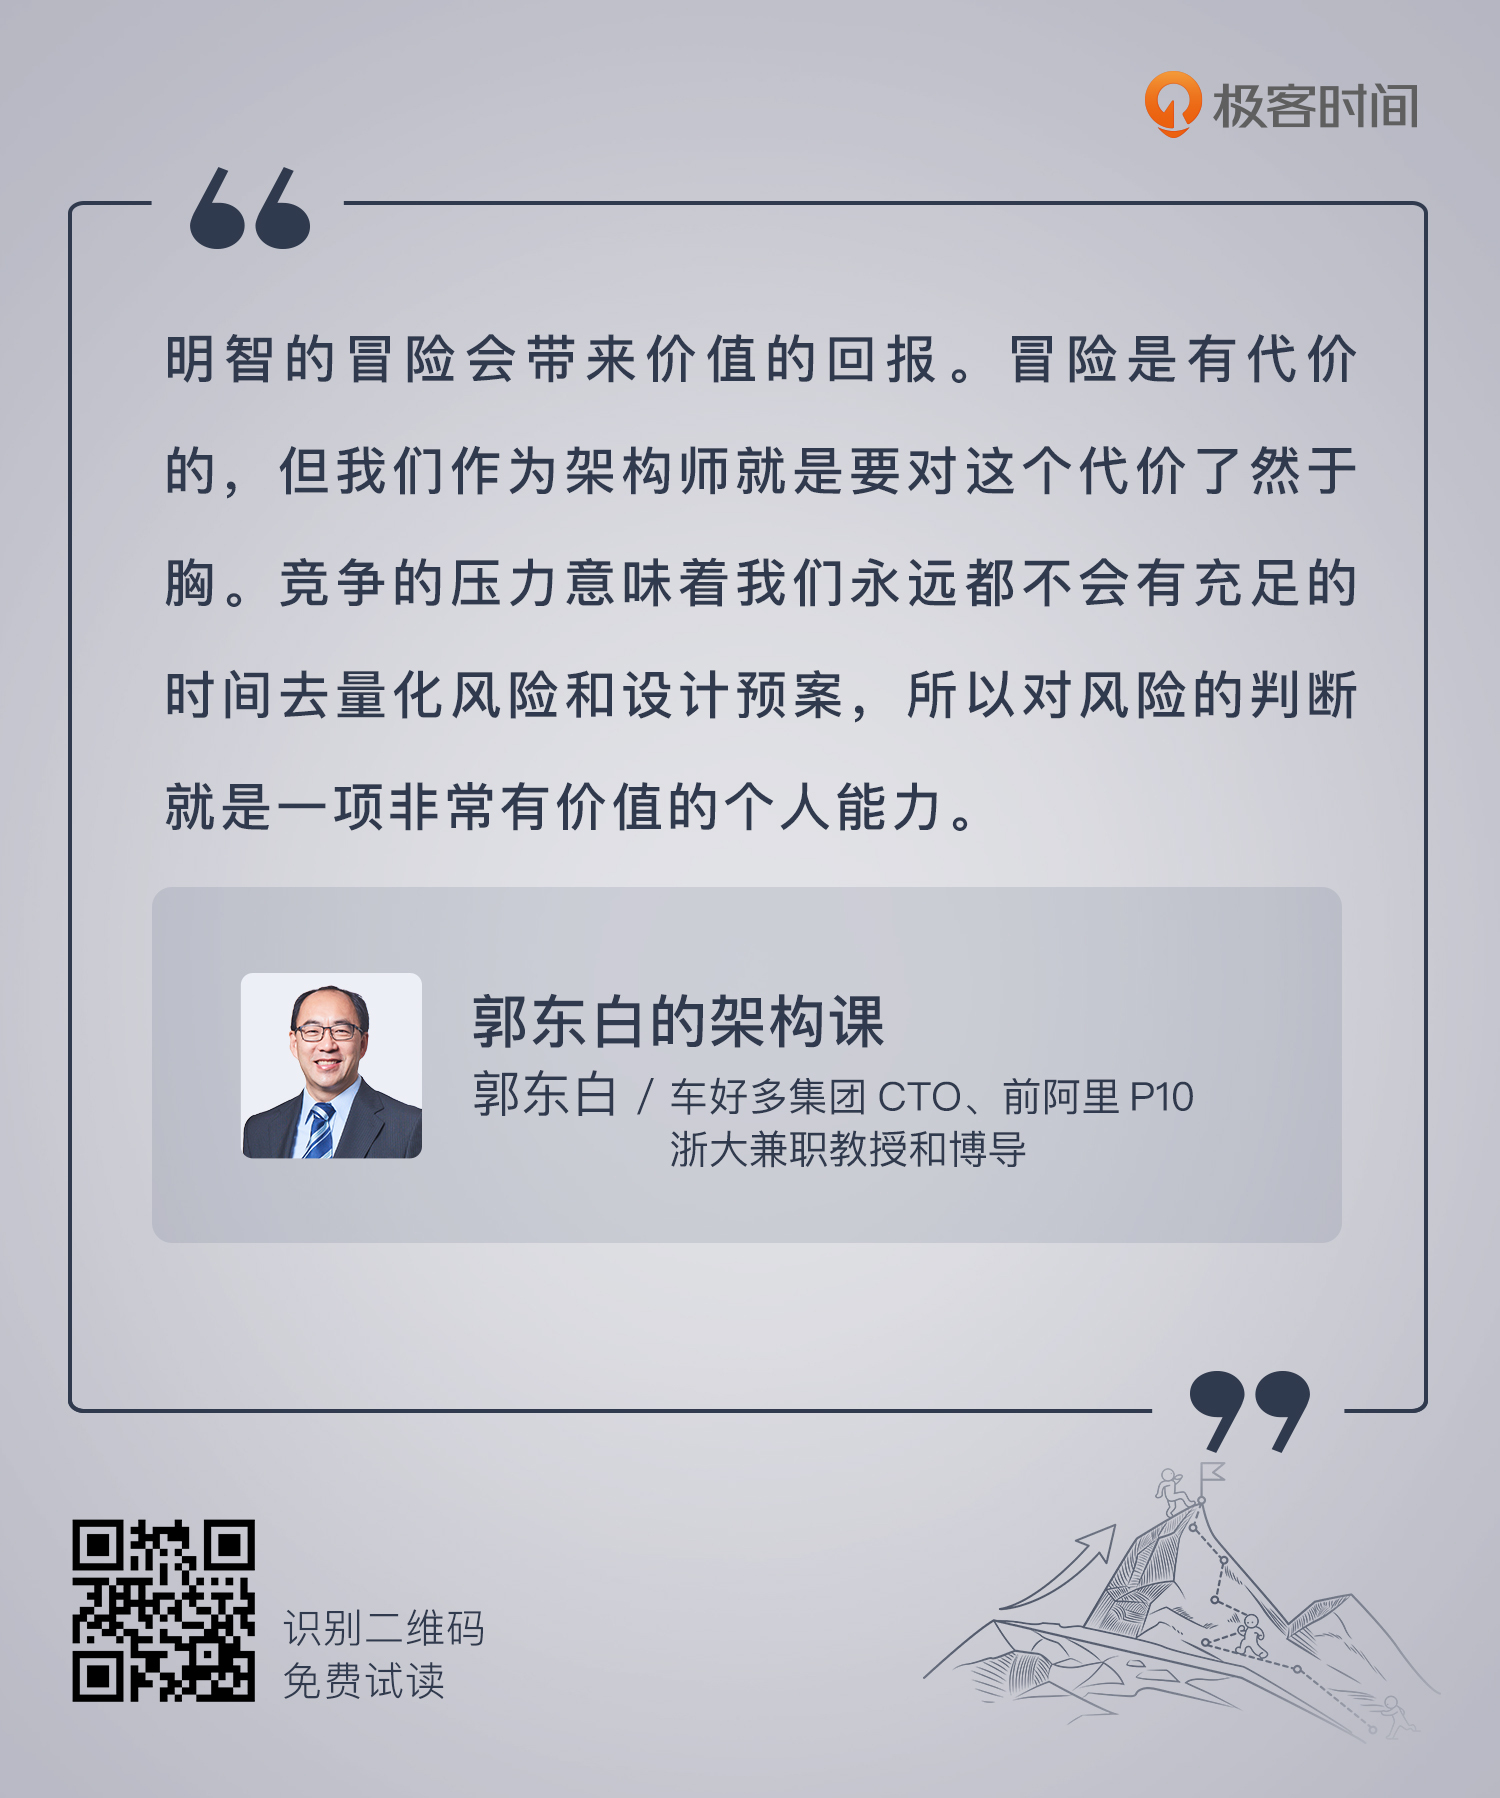 极客时间
明智的冒险会带来价值的回报。冒险是有代价
的，但我们作为架构师就是要对这个代价了然于
胸。竞争的压力意味着我们永远都不会有充足的
时间去量化风险和设计预案，所以对风险的判断
就是一项非常有价值的个人能力。
郭东白的架构课
郭东白 / 车好多集团 CTO、前阿里 P10
浙大兼职教授和博导
识别二维码
免费试读